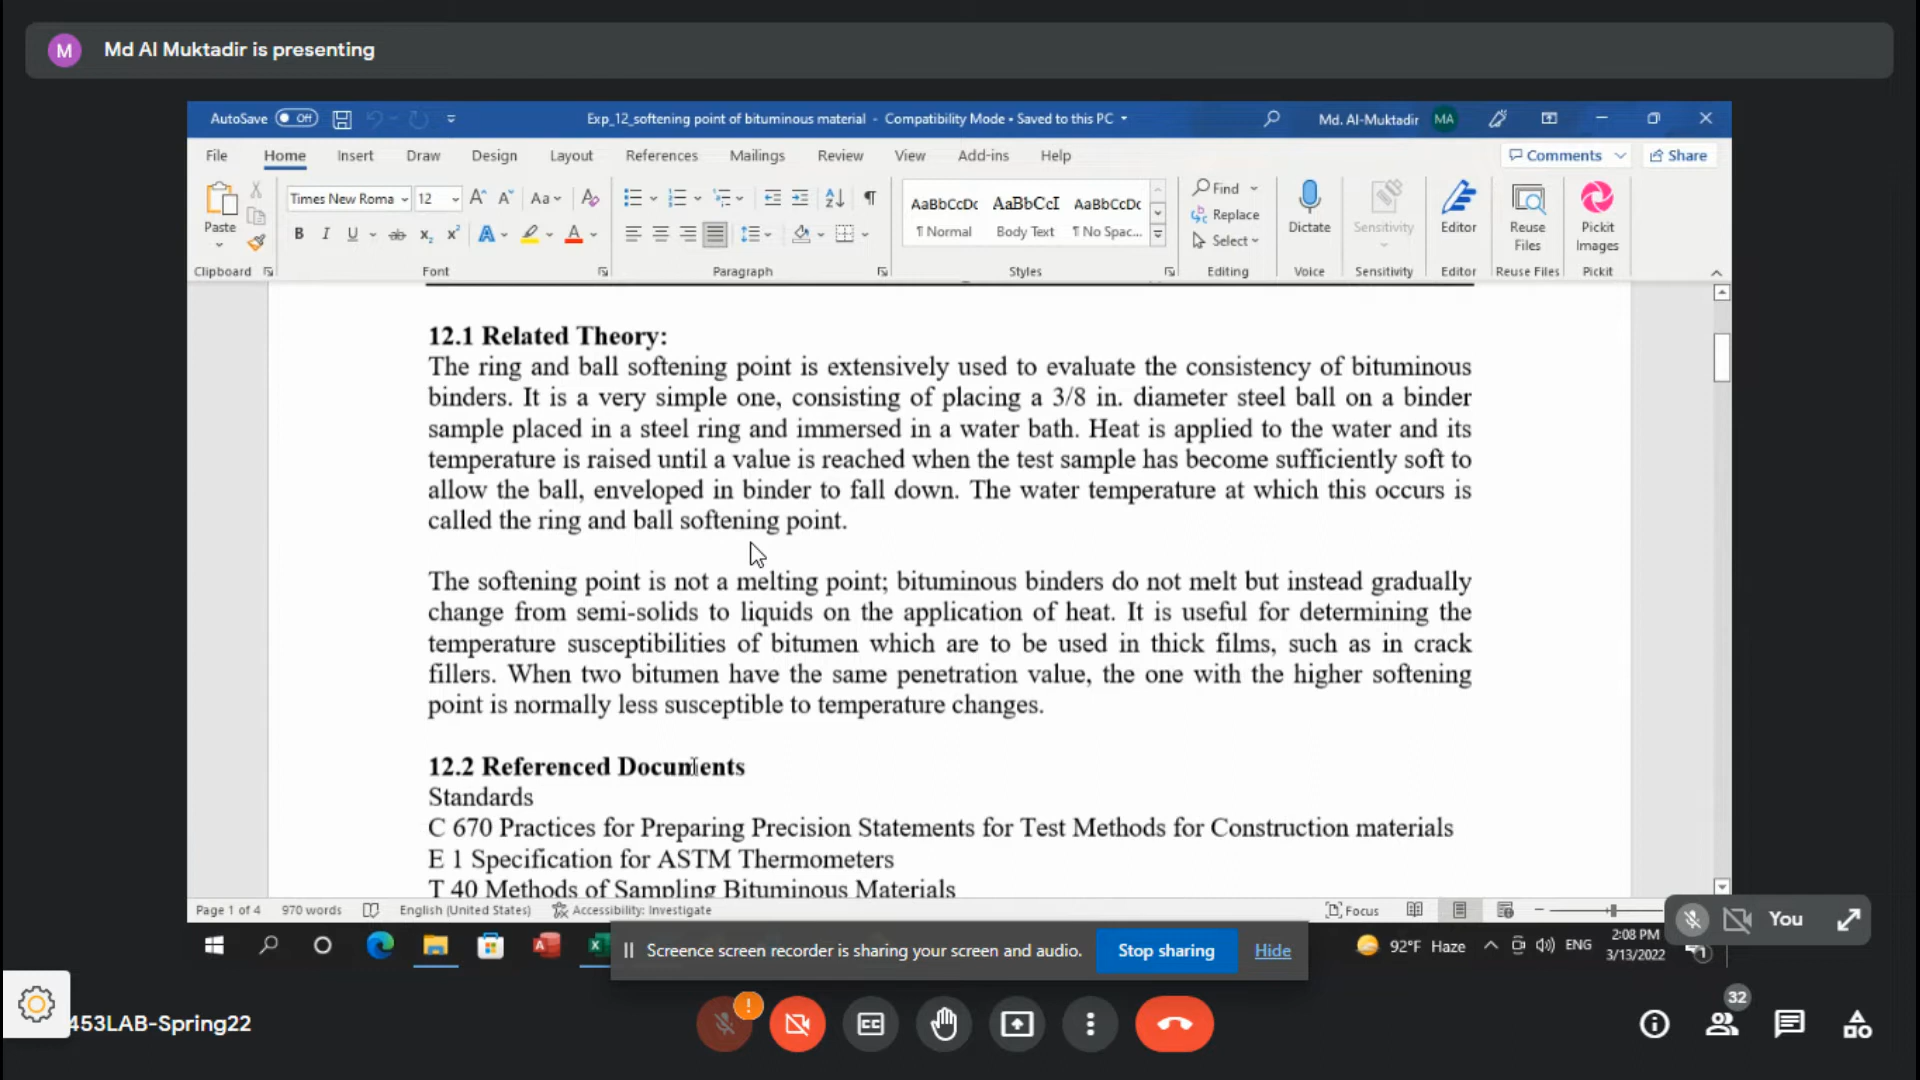 M Md Al Muktadir is presenting
AutoSave Off Exp_12_softening point of bituminous material - Compatibility Mode • Saved to this PC Md. Al-Muktadir MA
File Home Insert Draw Design Layout References Mailings Review View Add-ins Help Comments Share
Times New Roma 12 Aa
Find
Replace
Select
Paste
B I U ab x₂ x² A A
AaBbCcDc AaBbCcI AaBbCcDc
¶ Normal Body Text ¶ No Spac...
Dictate Sensitivity Editor Reuse Files Pickit Images
Clipboard Font Paragraph Styles Editing Voice Sensitivity Editor Reuse Files Pickit
12.1 Related Theory:
The ring and ball softening point is extensively used to evaluate the consistency of bituminous
binders. It is a very simple one, consisting of placing a 3/8 in. diameter steel ball on a binder
sample placed in a steel ring and immersed in a water bath. Heat is applied to the water and its
temperature is raised until a value is reached when the test sample has become sufficiently soft to
allow the ball, enveloped in binder to fall down. The water temperature at which this occurs is
called the ring and ball softening point.
The softening point is not a melting point; bituminous binders do not melt but instead gradually
change from semi-solids to liquids on the application of heat. It is useful for determining the
temperature susceptibilities of bitumen which are to be used in thick films, such as in crack
fillers. When two bitumen have the same penetration value, the one with the higher softening
point is normally less susceptible to temperature changes.
12.2 Referenced Documents
Standards
C 670 Practices for Preparing Precision Statements for Test Methods for Construction materials
E 1 Specification for ASTM Thermometers
T 40 Methods of Sampling Bituminous Materials
Page 1 of 4 970 words English (United States) Accessibility: Investigate Focus
You
Screence screen recorder is sharing your screen and audio. Stop sharing Hide
92°F Haze ENG 2:08 PM
3/13/2022 1
453LAB-Spring22
! CC 32